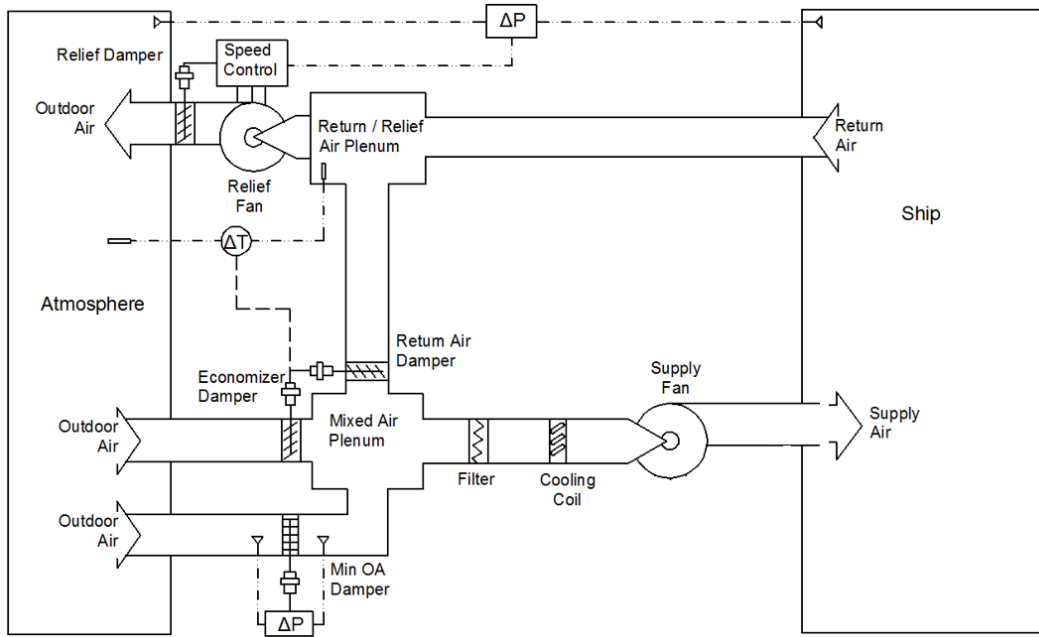 ΔP
Relief Damper
Speed
Control
Outdoor
Air
Return / Relief
Air Plenum
Return
Air
Relief
Fan
Ship
ΔT
Atmosphere
Return Air
Damper
Economizer
Damper
Supply
Fan
Outdoor
Air
Mixed Air
Plenum
Supply
Air
Filter
Cooling
Coil
Outdoor
Air
Min OA
Damper
ΔP